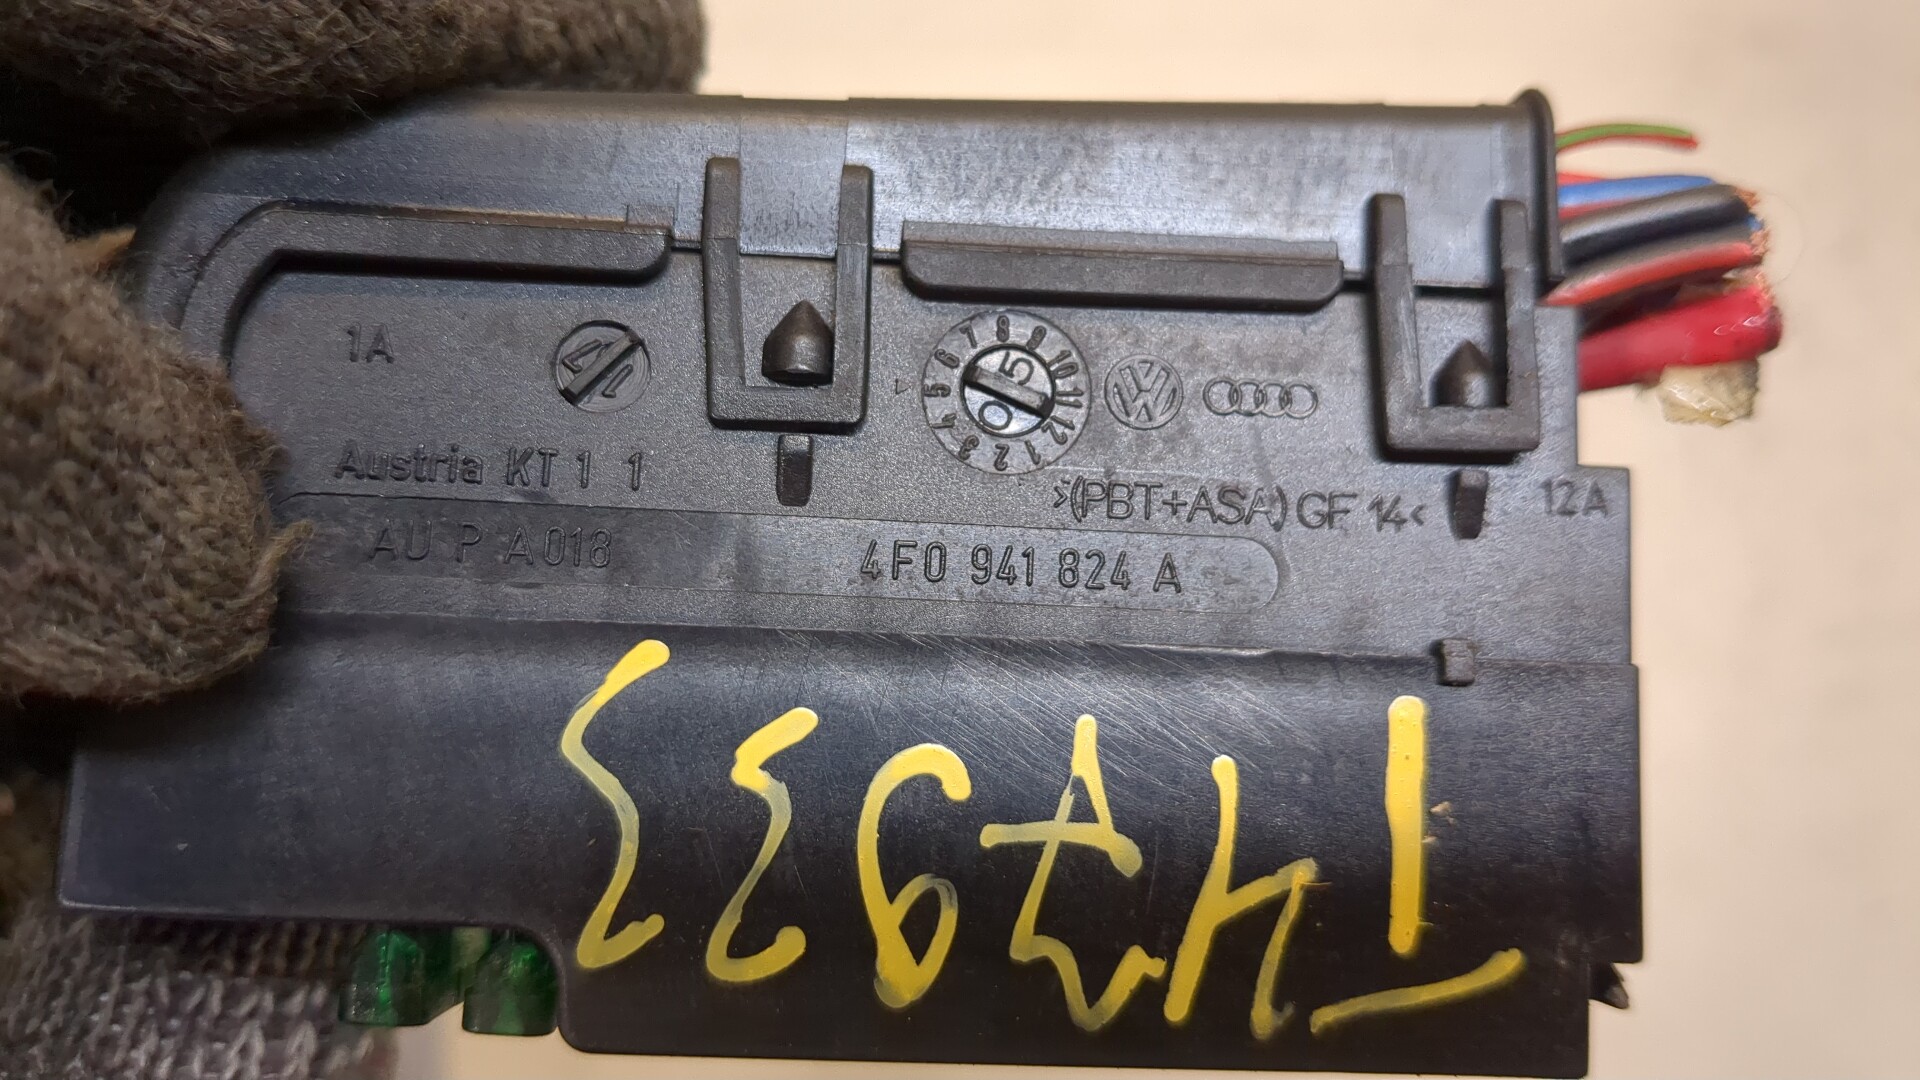 1A
5 6 7 8 9 10 11 12 1 2 3 4
05
Austria KT 1 1
>(PBT+ASA) GF 14<
12A
AU P A018
4F0 941 824 A
T47933